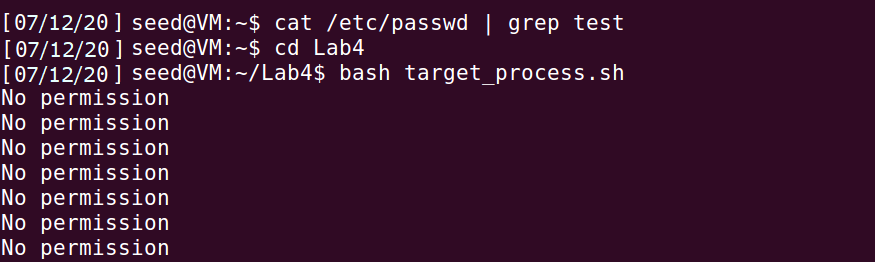 [07/12/20] seed@VM:~$ cat /etc/passwd | grep test
[07/12/20] seed@VM:~$ cd Lab4
[07/12/20] seed@VM:~/Lab4$ bash target_process.sh
No permission
No permission
No permission
No permission
No permission
No permission
No permission